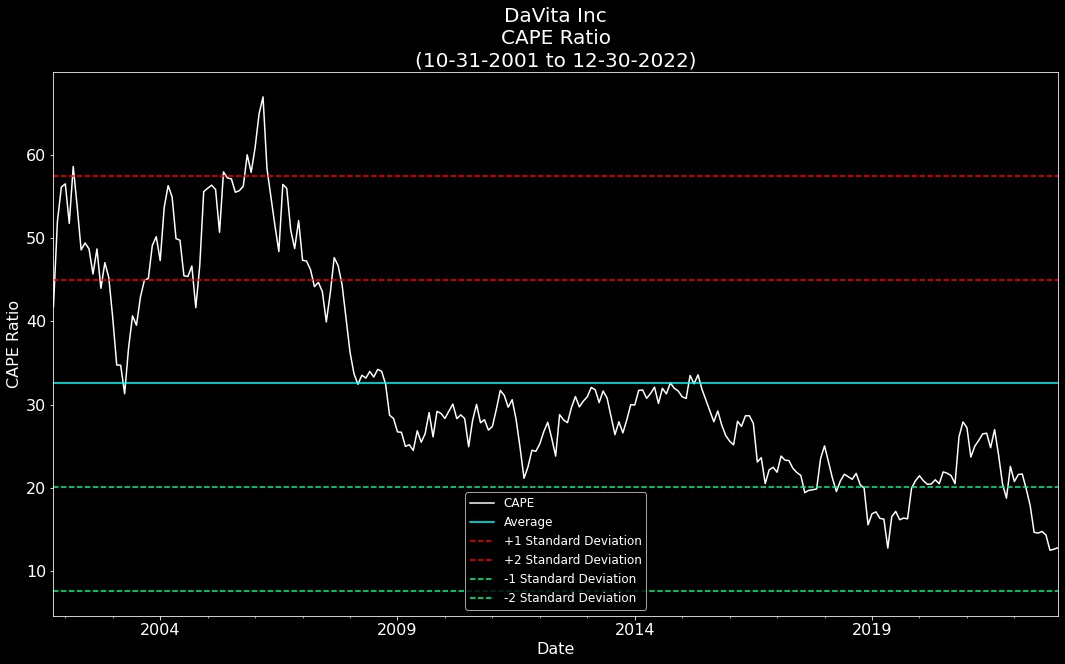 DaVita Inc
CAPE Ratio
(10-31-2001 to 12-30-2022)
CAPE Ratio
60
50
40
30
20
10
CAPE
Average
+1 Standard Deviation
+2 Standard Deviation
-1 Standard Deviation
-2 Standard Deviation
2004
2009
2014
2019
Date